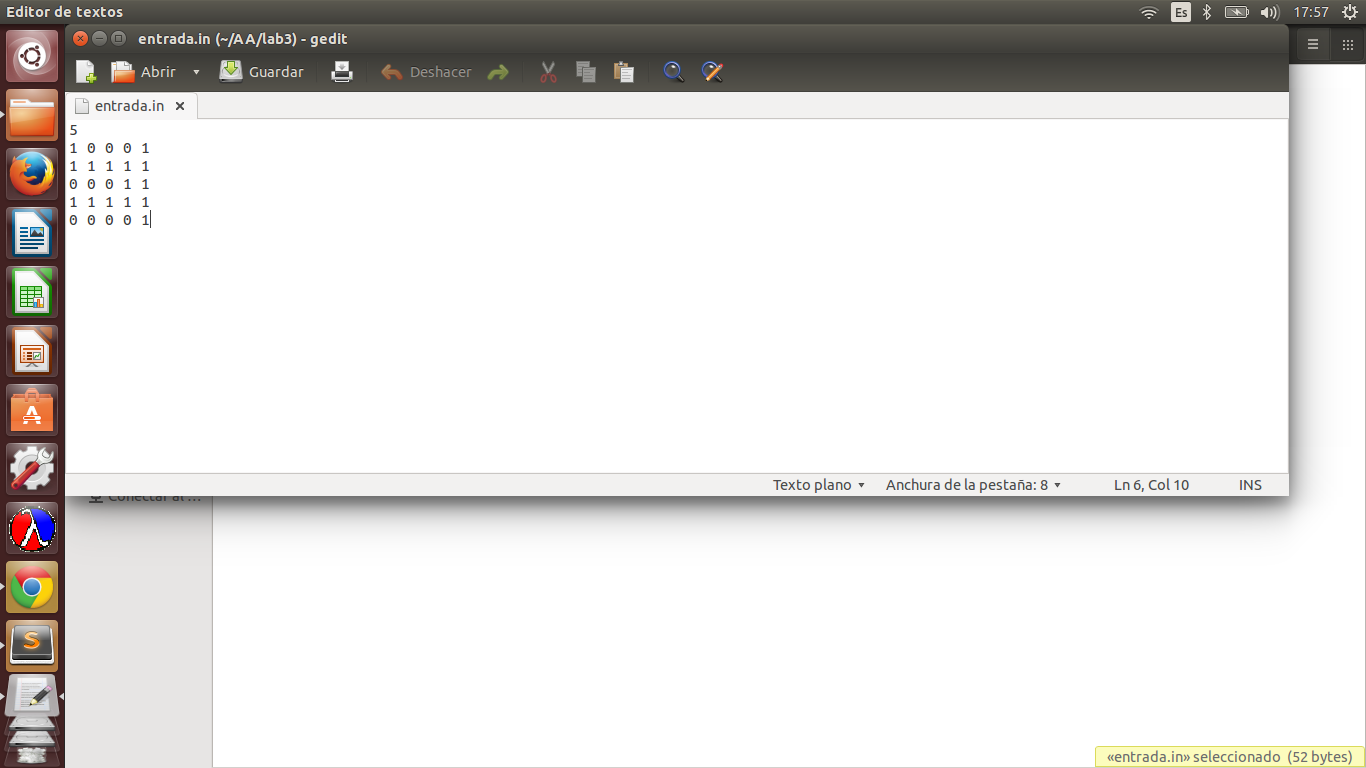 Editor de textos
Es
17:57
entrada.in (~/AA/lab3) - gedit
Abrir
Guardar
Deshacer
entrada.in
5
1 0 0 0 1
1 1 1 1 1
0 0 0 1 1
1 1 1 1 1
0 0 0 0 1
Texto plano
Anchura de la pestaña: 8
Ln 6, Col 10
INS
Conectar al ...
«entrada.in» seleccionado (52 bytes)